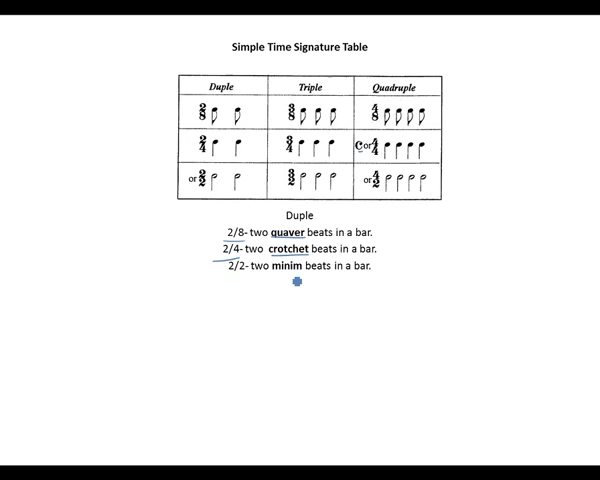 Simple Time Signature Table
Duple Triple Quadruple
2/8 3/8 4/8
2/4 3/4 C or 4/4
or 2/2 3/2 or 4/2
Duple
2/8- two quaver beats in a bar.
2/4- two crotchet beats in a bar.
2/2- two minim beats in a bar.